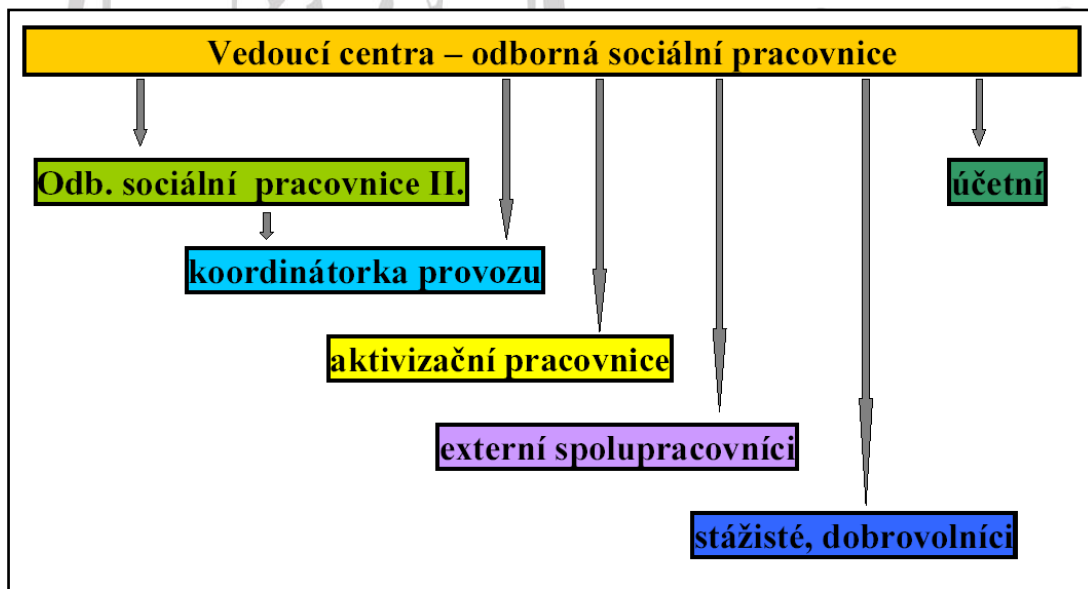 Vedoucí centra – odborná sociální pracovnice
Odb. sociální pracovnice II.
účetní
koordinátorka provozu
aktivizační pracovnice
externí spolupracovníci
stážisté, dobrovolníci